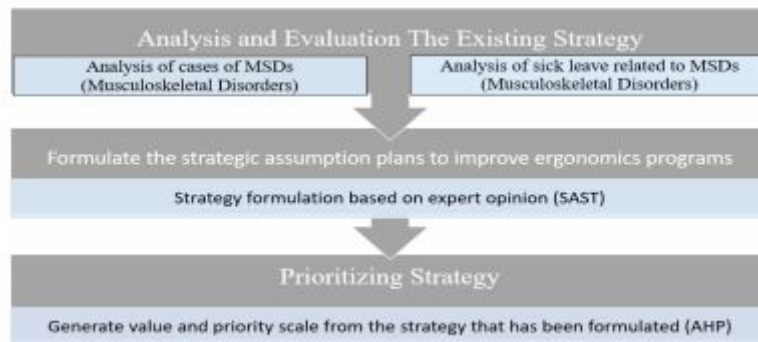 Analysis and Evaluation The Existing Strategy
Analysis of cases of MSDs
(Musculoskeletal Disorders)
Analysis of sick leave related to MSDs
(Musculoskeletal Disorders)
Formulate the strategic assumption plans to improve ergonomics programs
Strategy formulation based on expert opinion (SAST)
Prioritizing Strategy
Generate value and priority scale from the strategy that has been formulated (AHP)